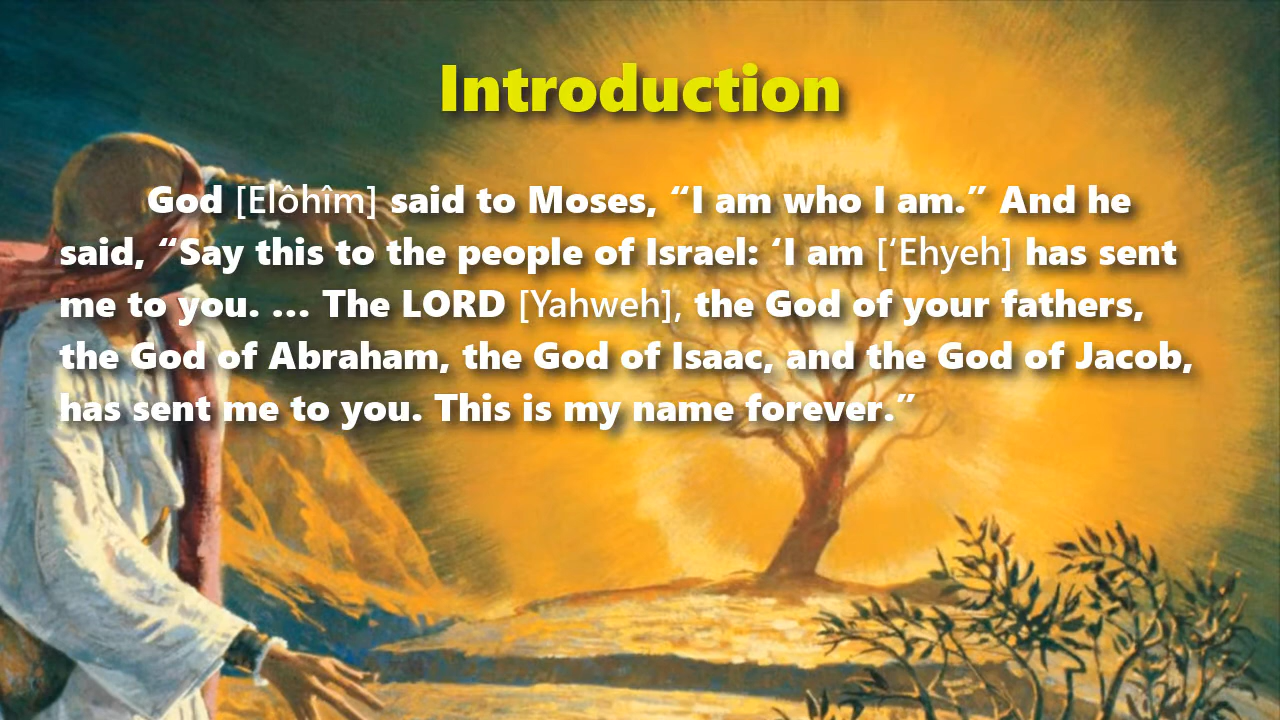 Introduction
God [Elôhîm] said to Moses, “I am who I am.” And he
said, “Say this to the people of Israel: ‘I am [‘Ehyeh] has sent
me to you. … The LORD [Yahweh], the God of your fathers,
the God of Abraham, the God of Isaac, and the God of Jacob,
has sent me to you. This is my name forever.”